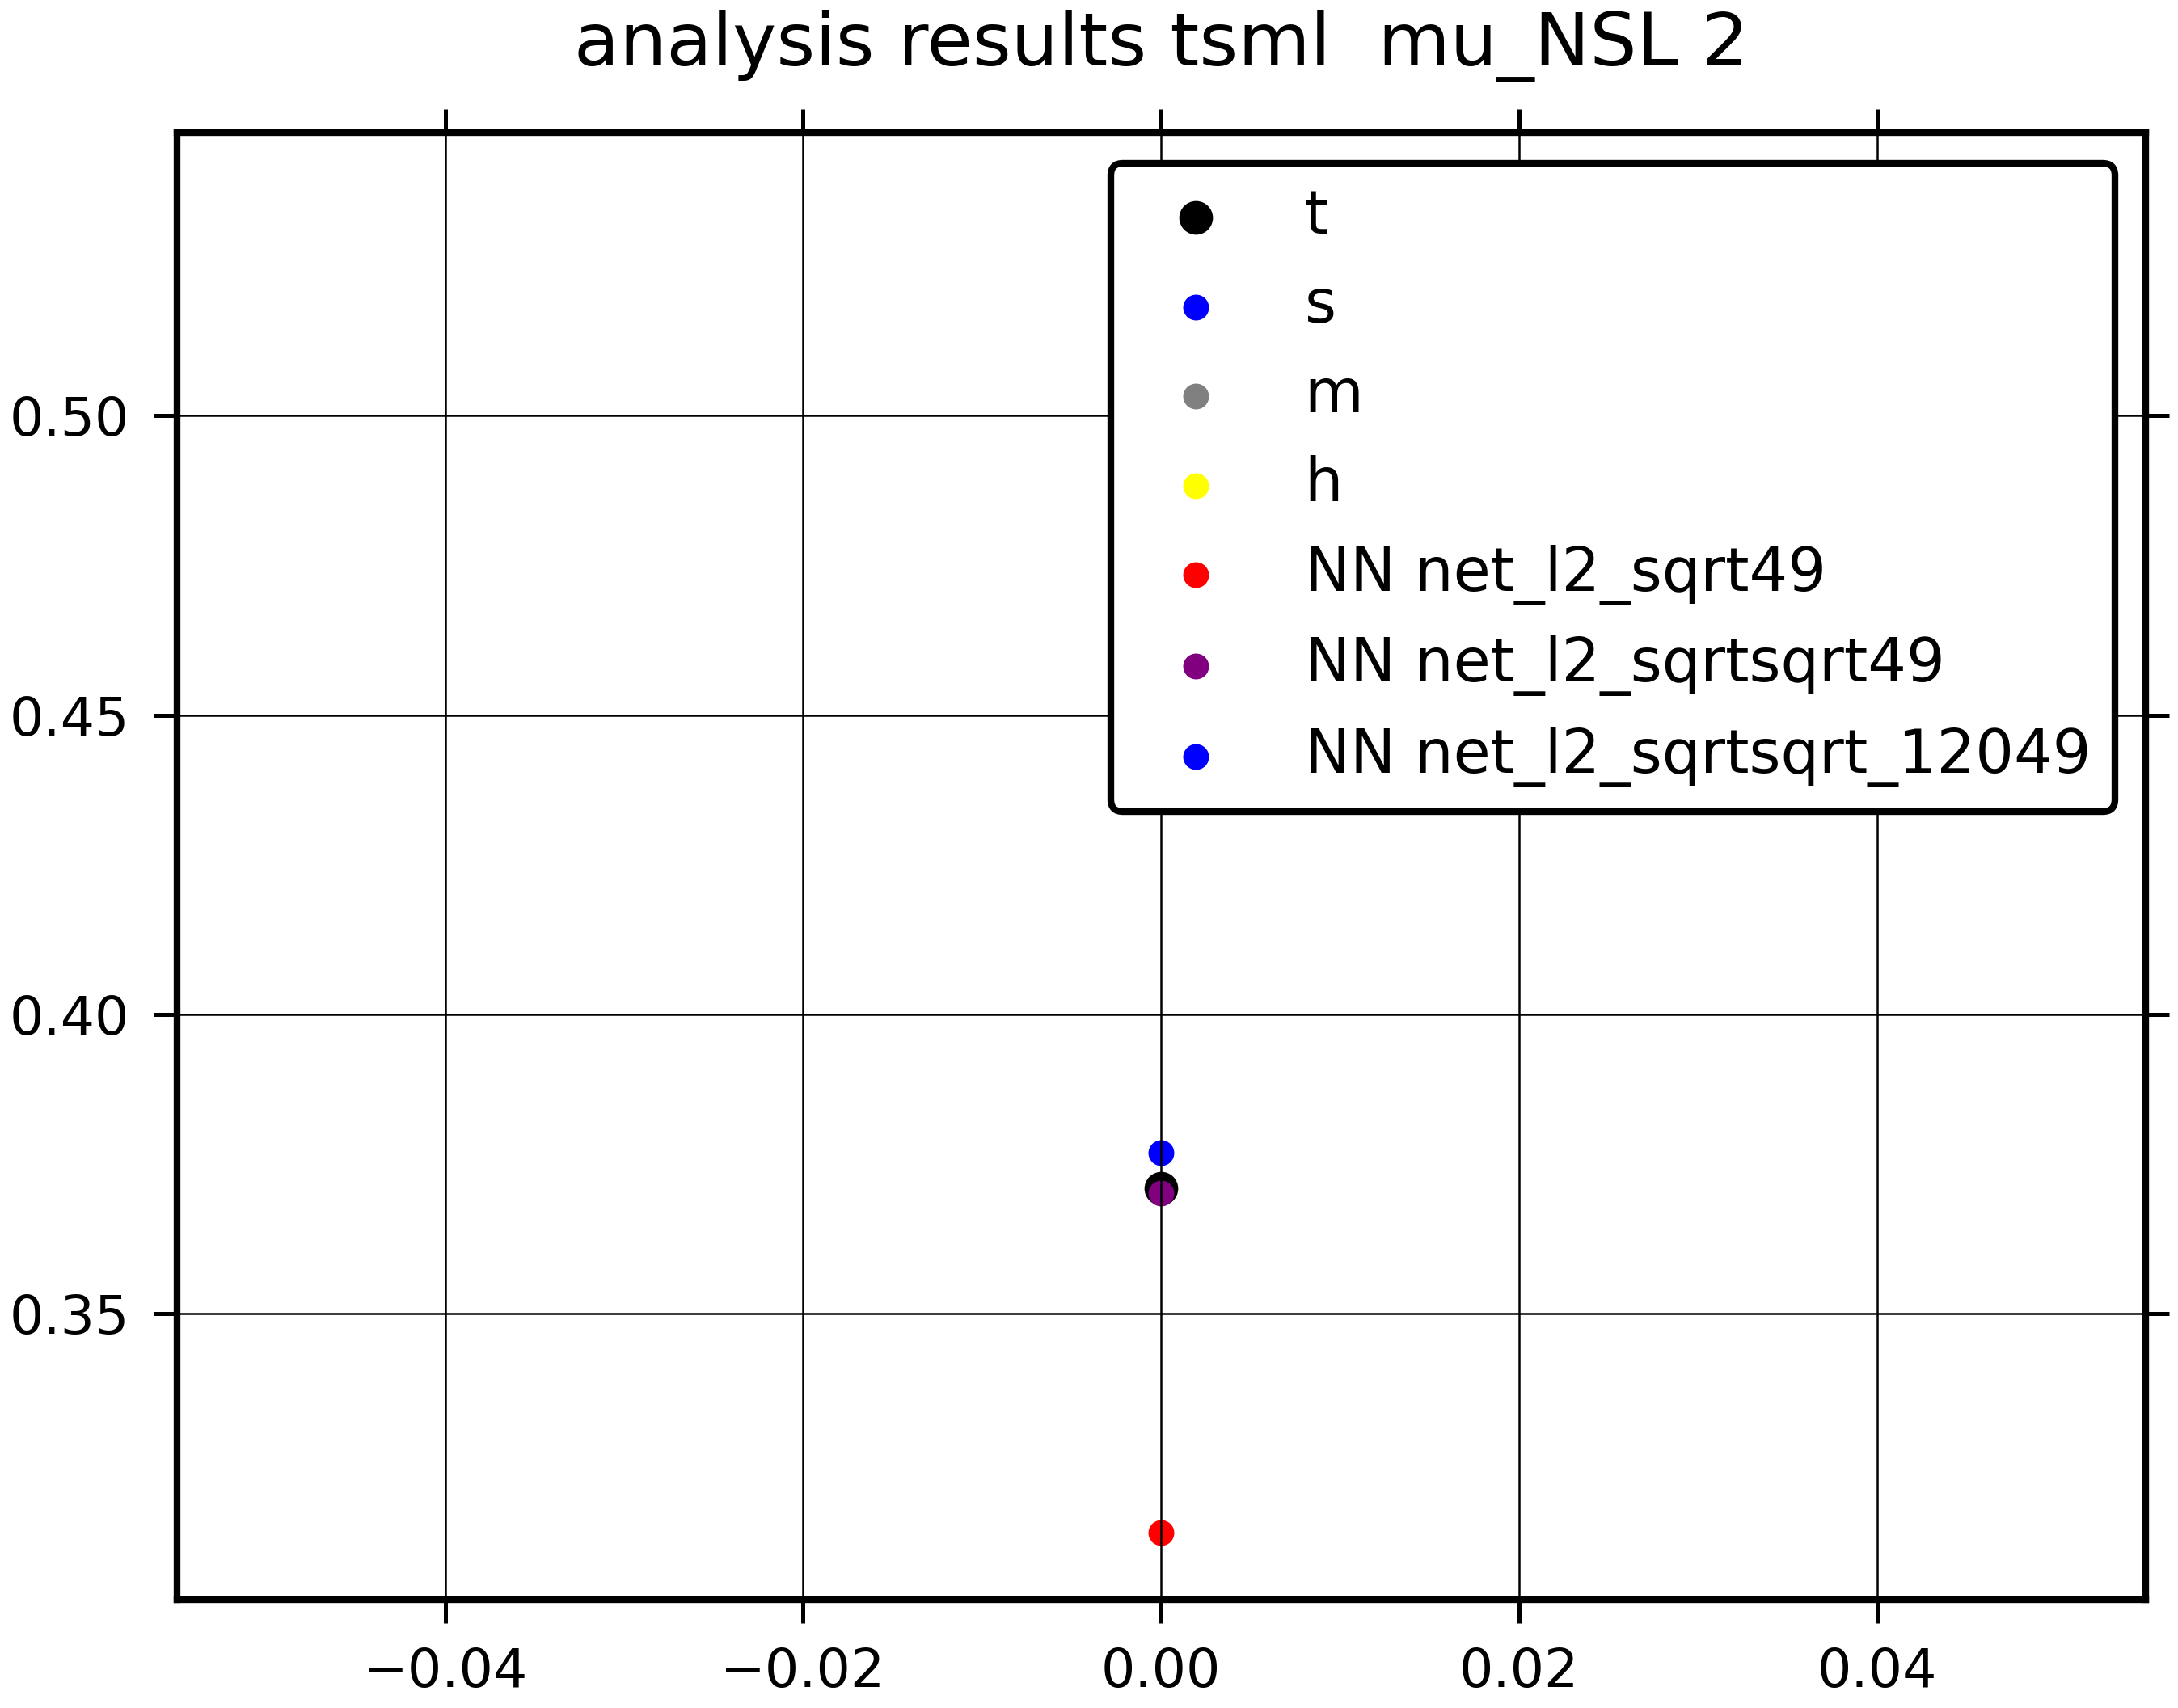 analysis results tsml  mu_NSL 2
t
s
m
h
NN net_l2_sqrt49
NN net_l2_sqrtsqrt49
NN net_l2_sqrtsqrt_12049
0.50
0.45
0.40
0.35
−0.04
−0.02
0.00
0.02
0.04